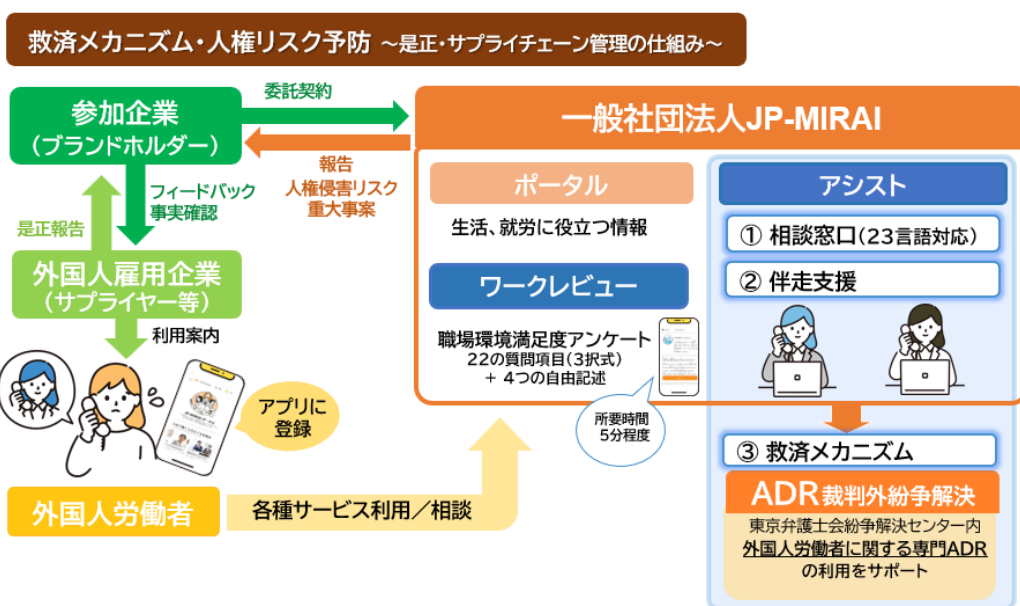 救済メカニズム・人権リスク予防 ～是正・サプライチェーン管理の仕組み～
参加企業
（ブランドホルダー）
委託契約
報告
人権侵害リスク
重大事案
フィードバック
事実確認
是正報告
外国人雇用企業
（サプライヤー等）
利用案内
アプリに
登録
外国人労働者
各種サービス利用／相談
一般社団法人JP-MIRAI
ポータル
生活、就労に役立つ情報
ワークレビュー
職場環境満足度アンケート
22の質問項目（3択式）
+ 4つの自由記述
所要時間
5分程度
アシスト
① 相談窓口（23言語対応）
② 伴走支援
③ 救済メカニズム
ADR 裁判外紛争解決
東京弁護士会紛争解決センター内
外国人労働者に関する専門ADR
の利用をサポート